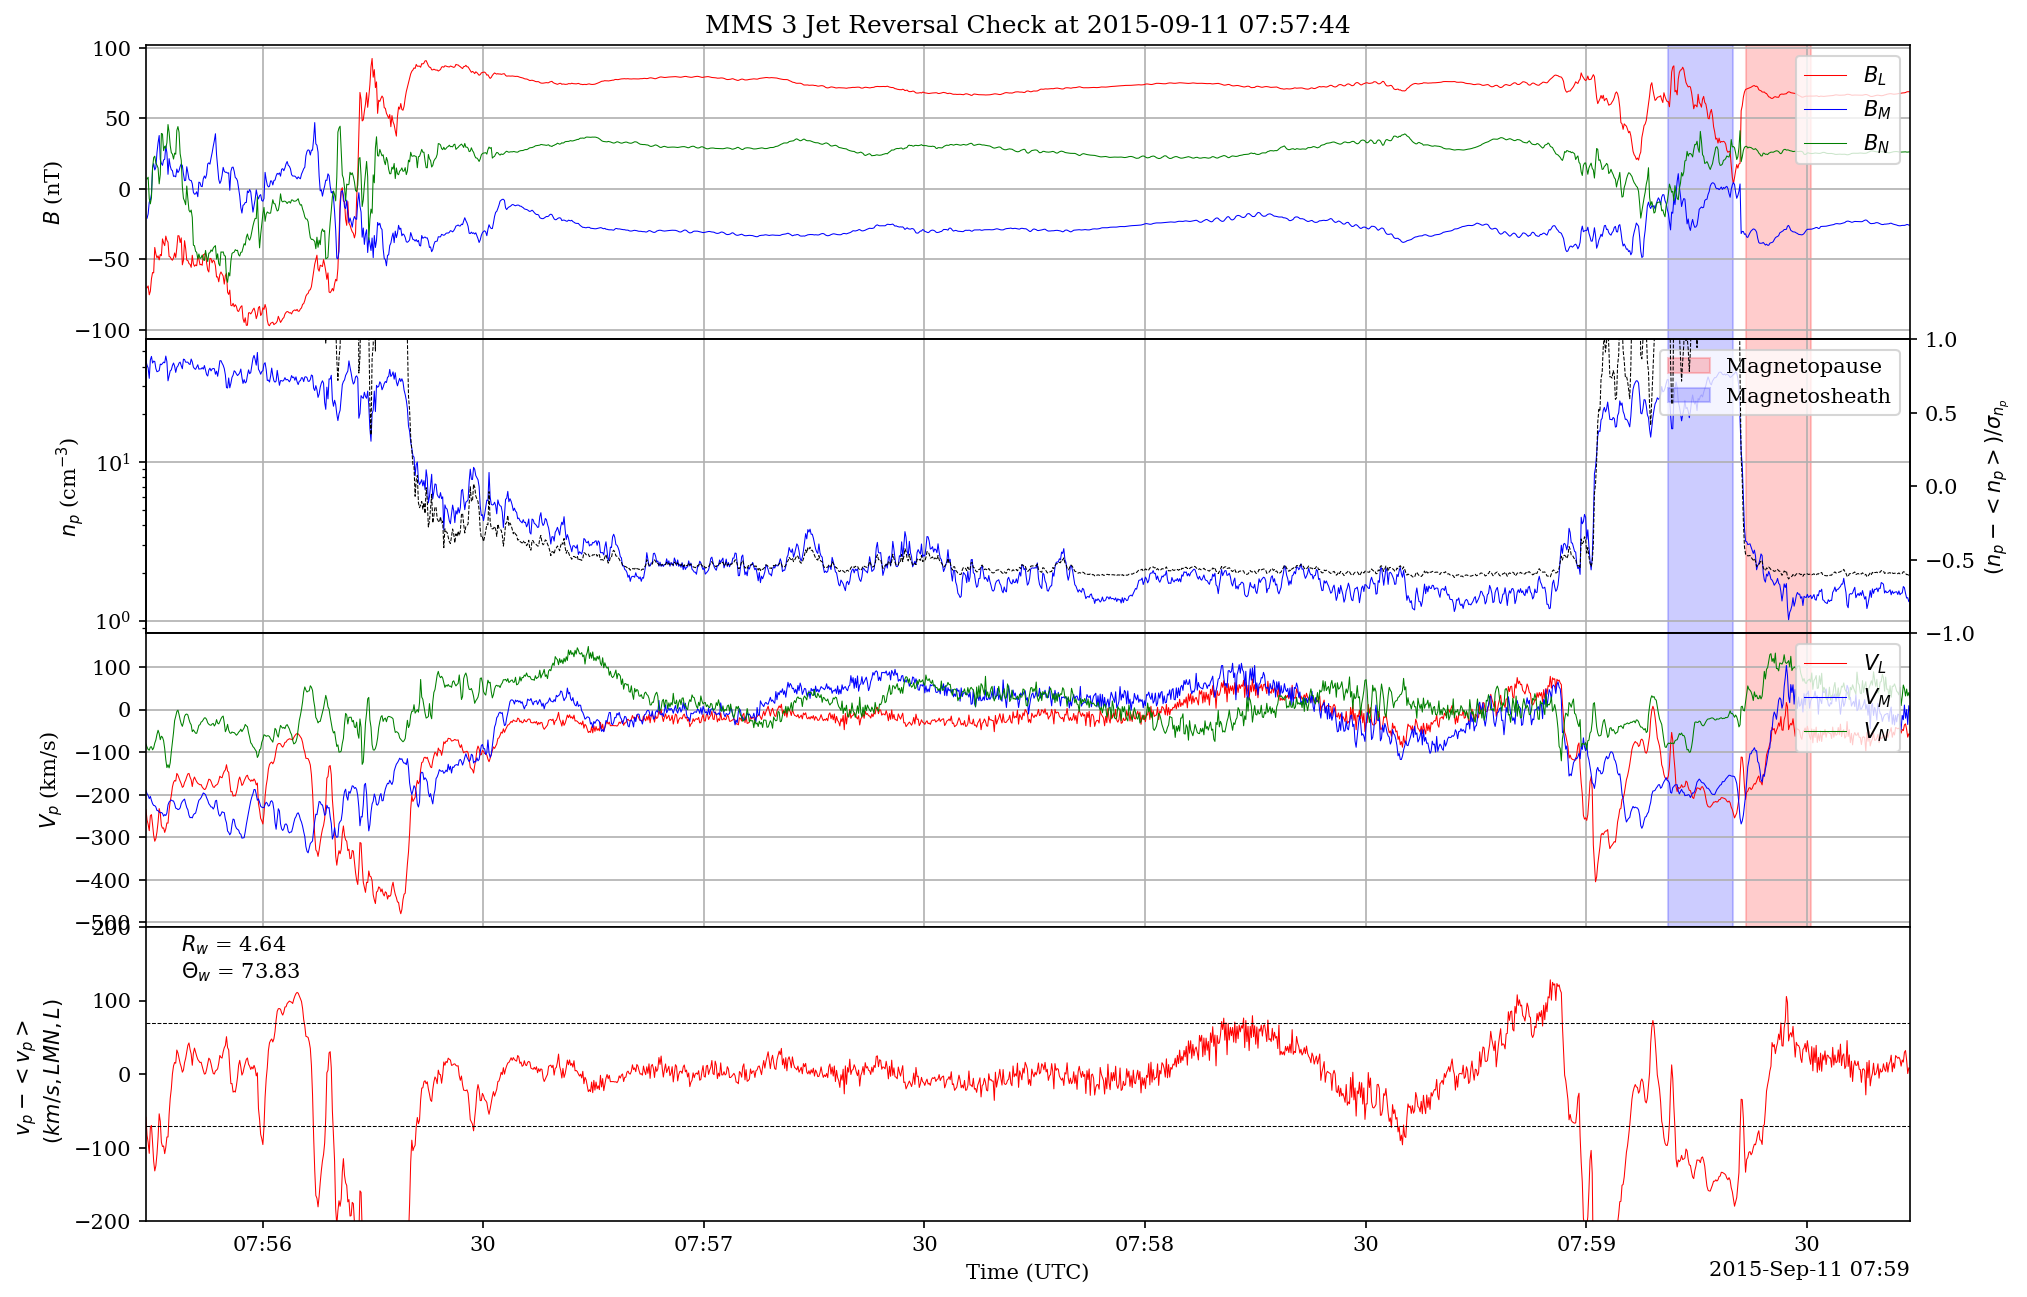 MMS 3 Jet Reversal Check at 2015-09-11 07:57:44
100
50
0
−50
−100
B (nT)
B_L
B_M
B_N
10^1
10^0
n_p (cm^{−3})
1.0
0.5
0.0
−0.5
−1.0
(n_p − < n_p >)/σ_{n_p}
Magnetopause
Magnetosheath
100
0
−100
−200
−300
−400
−500
V_p (km/s)
V_L
V_M
V_N
200
100
0
−100
−200
v_p − < v_p >
(km/s, LMN, L)
R_w = 4.64
Θ_w = 73.83
07:56 30 07:57 30 07:58 30 07:59 30
Time (UTC)
2015-Sep-11 07:59